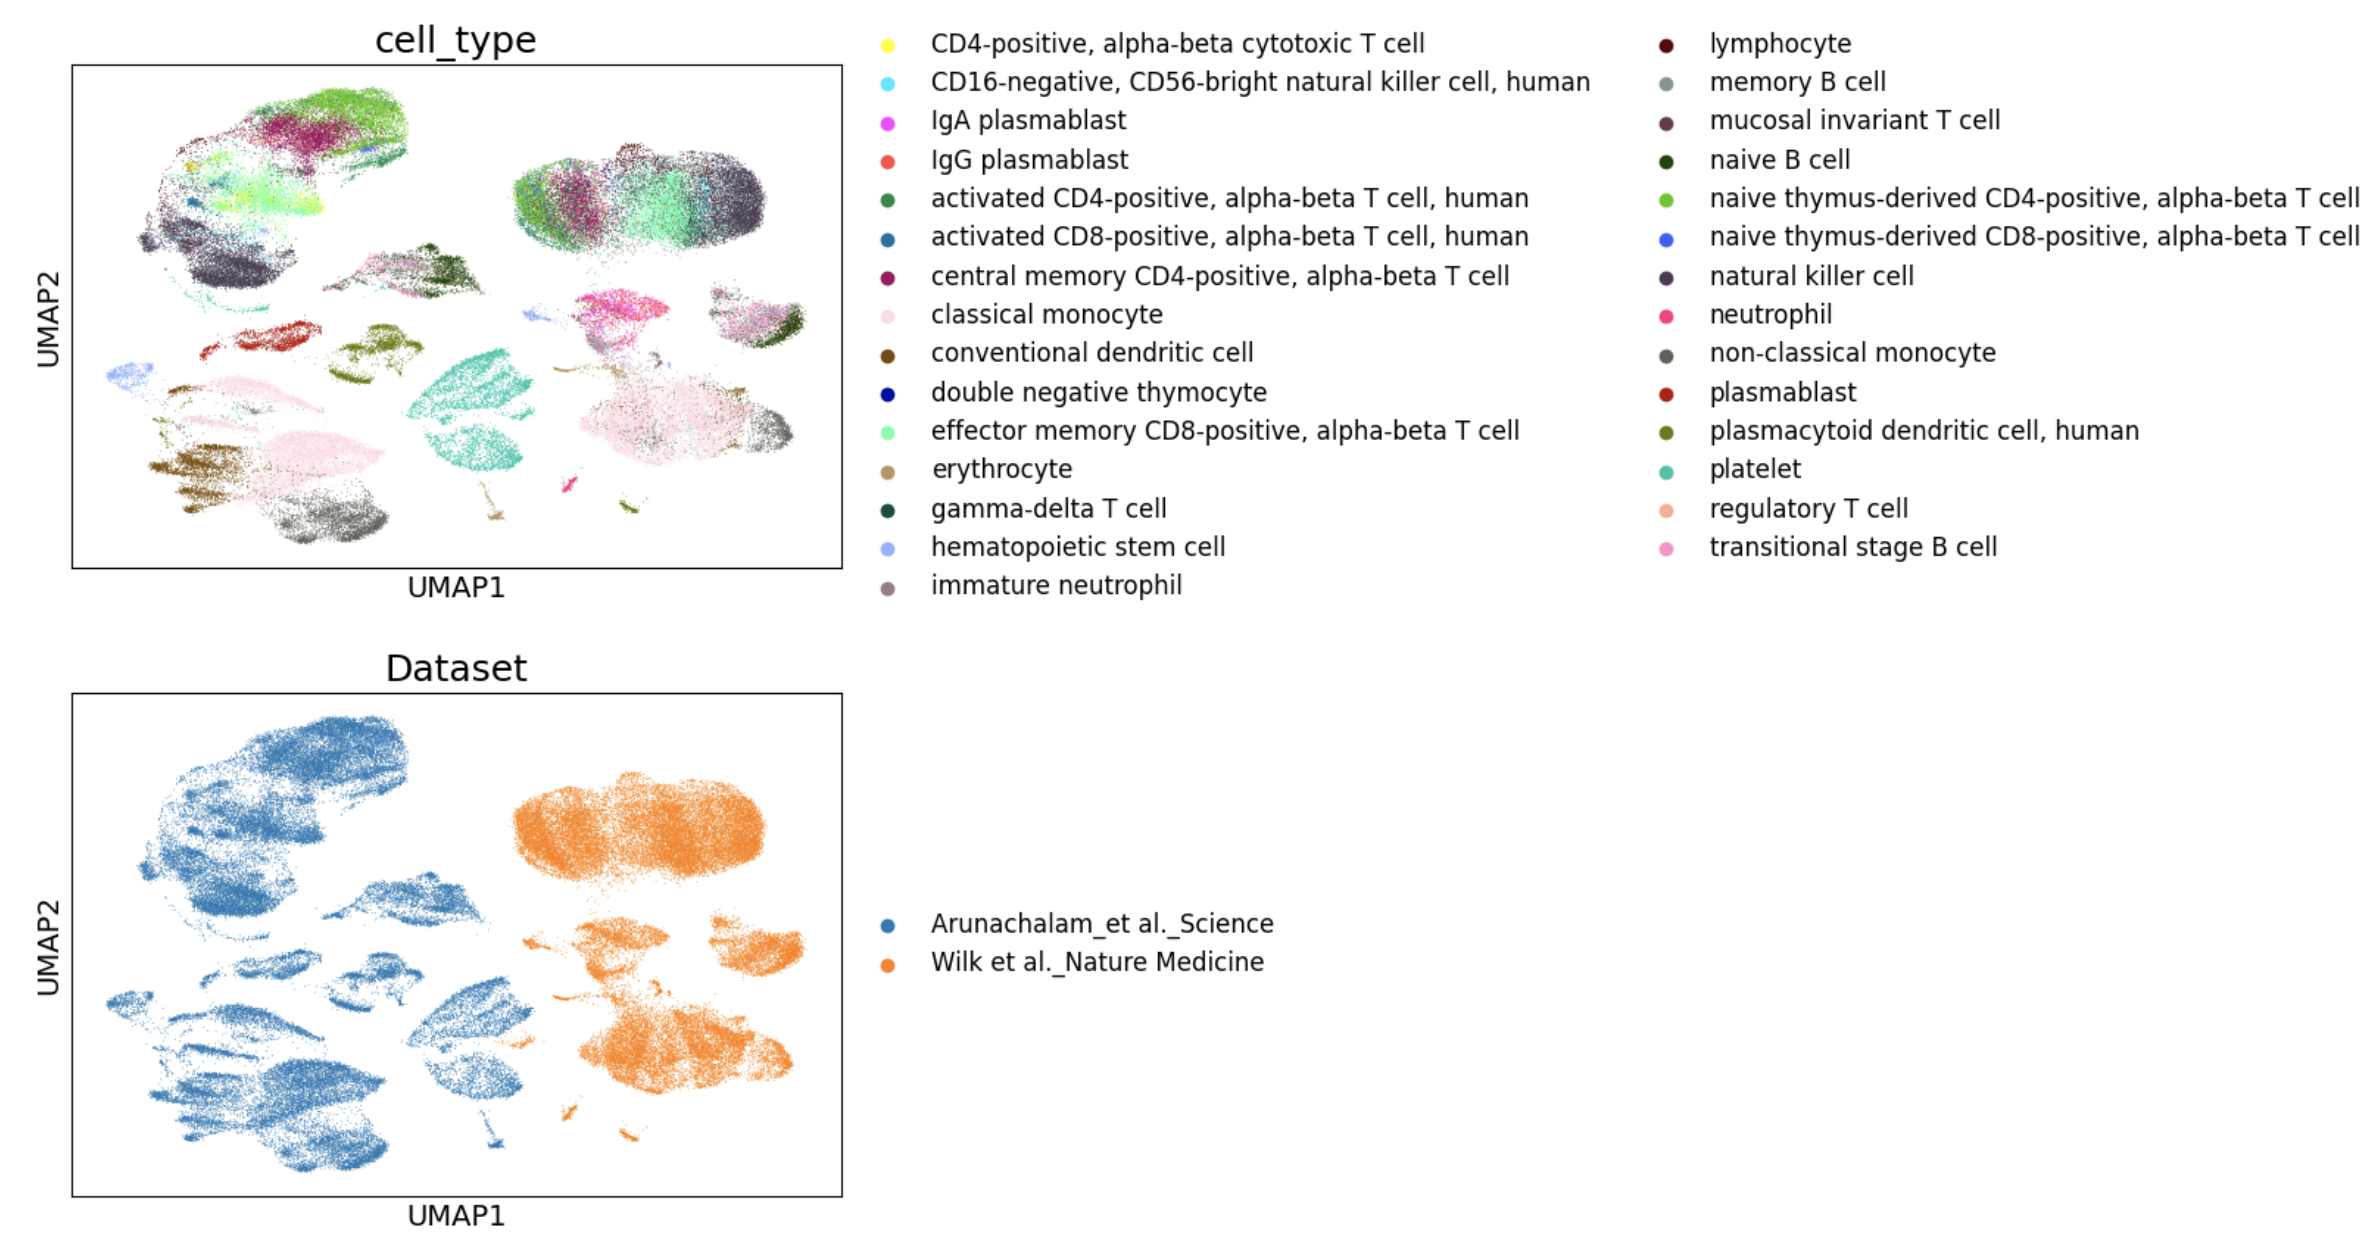 cell_type
UMAP2
UMAP1
CD4-positive, alpha-beta cytotoxic T cell
CD16-negative, CD56-bright natural killer cell, human
IgA plasmablast
IgG plasmablast
activated CD4-positive, alpha-beta T cell, human
activated CD8-positive, alpha-beta T cell, human
central memory CD4-positive, alpha-beta T cell
classical monocyte
conventional dendritic cell
double negative thymocyte
effector memory CD8-positive, alpha-beta T cell
erythrocyte
gamma-delta T cell
hematopoietic stem cell
immature neutrophil
lymphocyte
memory B cell
mucosal invariant T cell
naive B cell
naive thymus-derived CD4-positive, alpha-beta T cell
naive thymus-derived CD8-positive, alpha-beta T cell
natural killer cell
neutrophil
non-classical monocyte
plasmablast
plasmacytoid dendritic cell, human
platelet
regulatory T cell
transitional stage B cell
Dataset
UMAP2
UMAP1
Arunachalam_et al._Science
Wilk et al._Nature Medicine